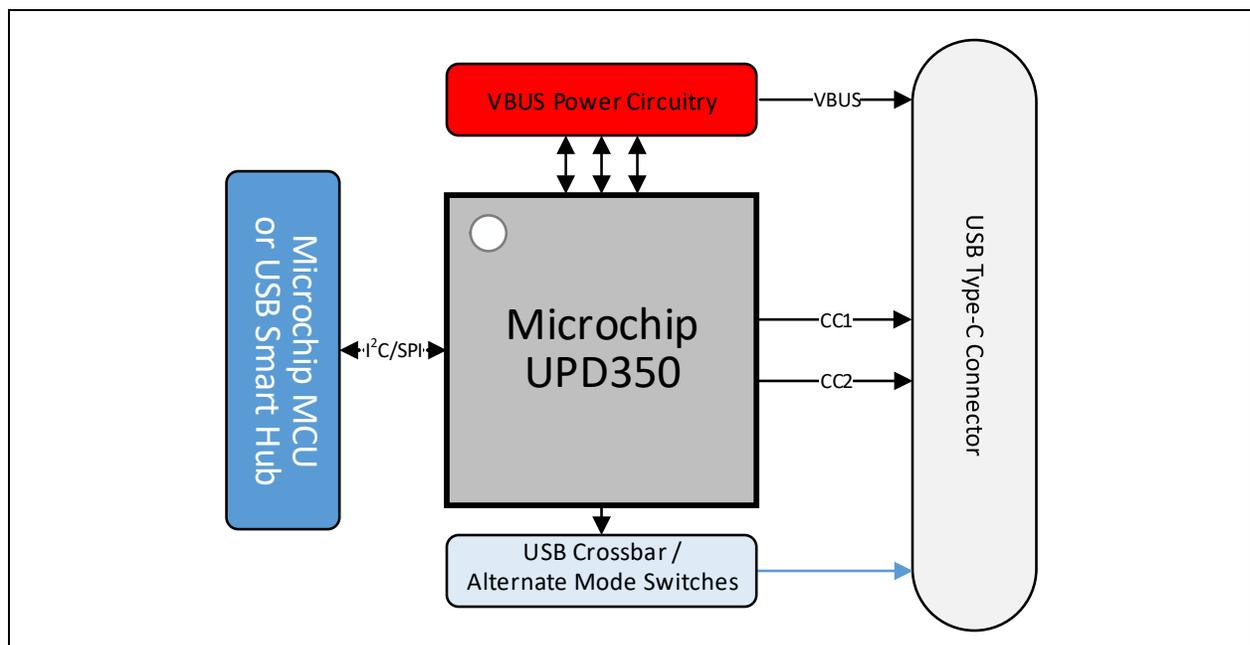 VBUS Power Circuitry
VBUS
Microchip MCU
or USB Smart Hub
I²C/SPI
Microchip
UPD350
CC1
CC2
USB Type-C Connector
USB Crossbar /
Alternate Mode Switches